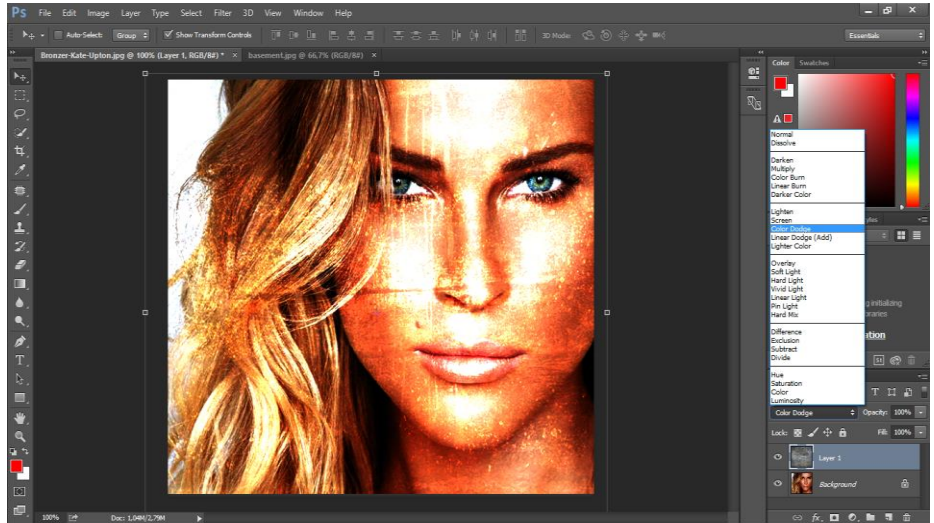 Ps File Edit Image Layer Type Select Filter 3D View Window Help
Auto-Select: Group Show Transform Controls 3D Mode: Essentials
Bronzer-Kate-Upton.jpg @ 100% (Layer 1, RGB/8#) * × basement.jpg @ 66,7% (RGB/8#) ×
Color Swatches
Normal
Dissolve
Darken
Multiply
Color Burn
Linear Burn
Darker Color
Lighten
Screen
Color Dodge
Linear Dodge (Add)
Lighter Color
Overlay
Soft Light
Hard Light
Vivid Light
Linear Light
Pin Light
Hard Mix
Difference
Exclusion
Subtract
Divide
Hue
Saturation
Color
Luminosity
initializing
Color Dodge Opacity: 100%
Lock: Fill: 100%
Layer 1
Background
fx
100% Doc: 1,04M/2,79M